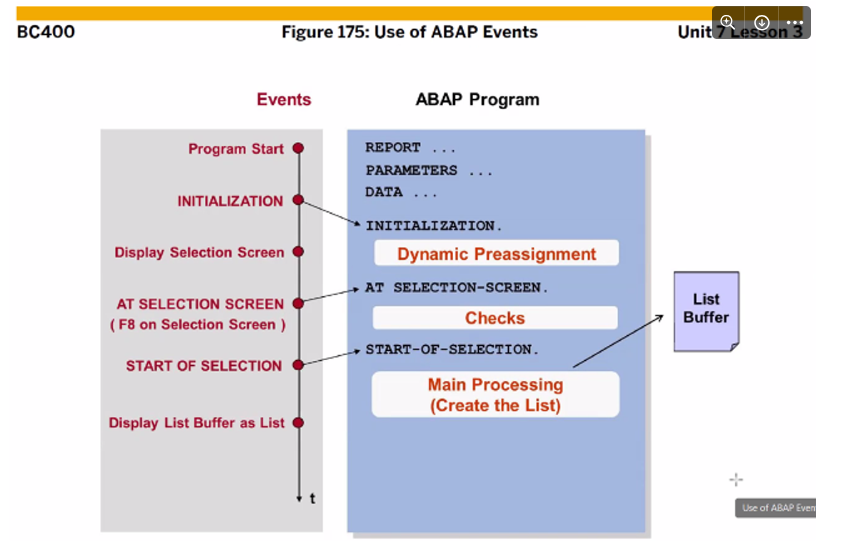 BC400
Figure 175: Use of ABAP Events
Unit 7 Lesson 3
Events
ABAP Program
Program Start
INITIALIZATION
Display Selection Screen
AT SELECTION SCREEN
( F8 on Selection Screen )
START OF SELECTION
Display List Buffer as List
t
REPORT ...
PARAMETERS ...
DATA ...
INITIALIZATION.
Dynamic Preassignment
AT SELECTION-SCREEN.
Checks
START-OF-SELECTION.
Main Processing
(Create the List)
List
Buffer
Use of ABAP Even